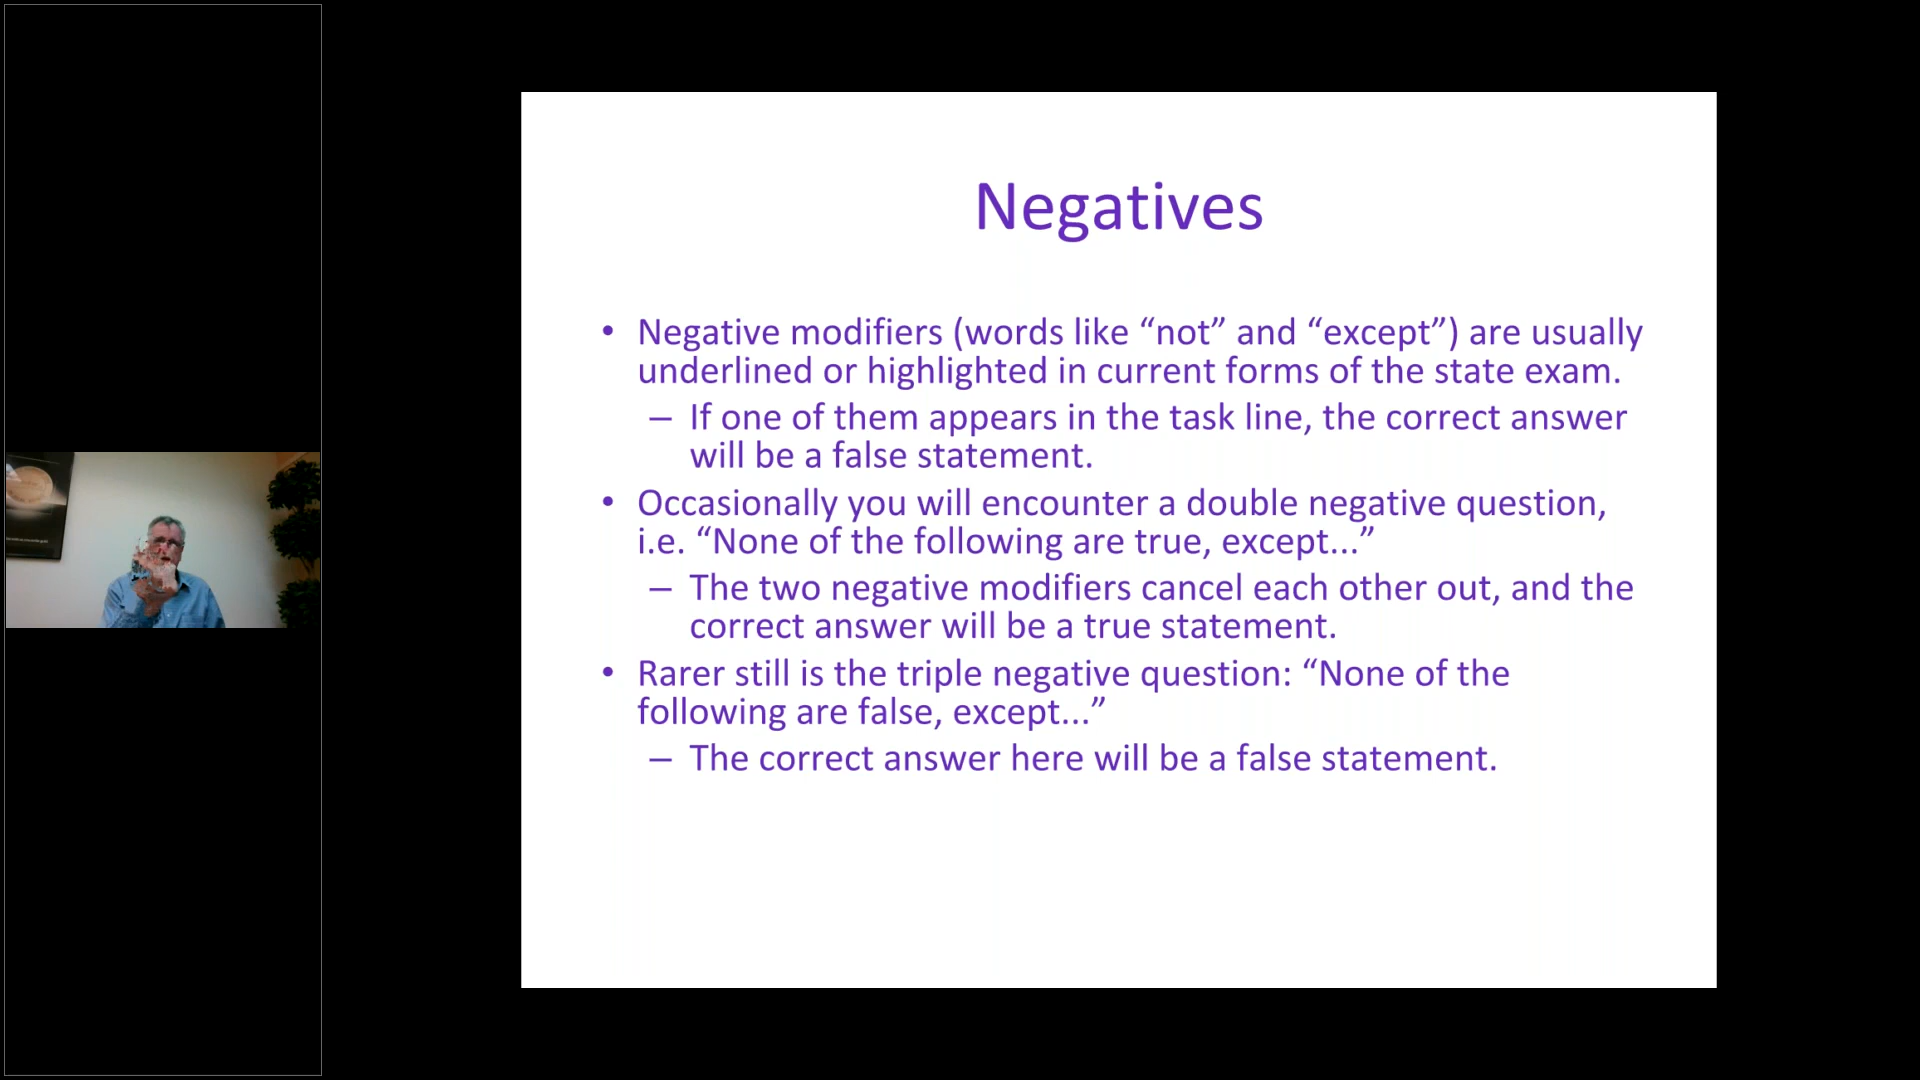 Negatives
• Negative modifiers (words like “not” and “except”) are usually
underlined or highlighted in current forms of the state exam.
– If one of them appears in the task line, the correct answer
will be a false statement.
• Occasionally you will encounter a double negative question,
i.e. “None of the following are true, except...”
– The two negative modifiers cancel each other out, and the
correct answer will be a true statement.
• Rarer still is the triple negative question: “None of the
following are false, except...”
– The correct answer here will be a false statement.